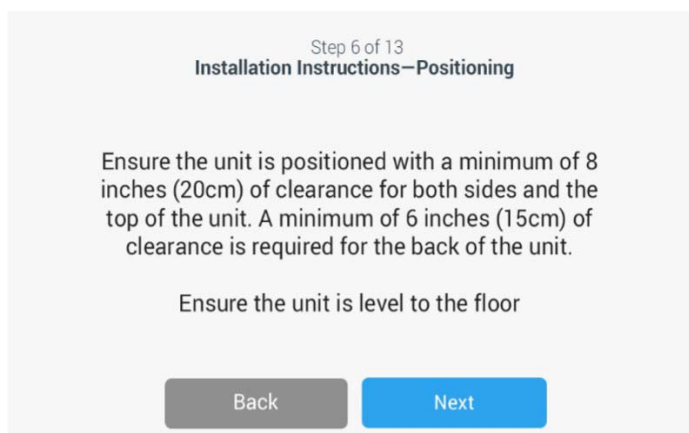 Step 6 of 13
Installation Instructions—Positioning
Ensure the unit is positioned with a minimum of 8
inches (20cm) of clearance for both sides and the
top of the unit. A minimum of 6 inches (15cm) of
clearance is required for the back of the unit.
Ensure the unit is level to the floor
Back
Next